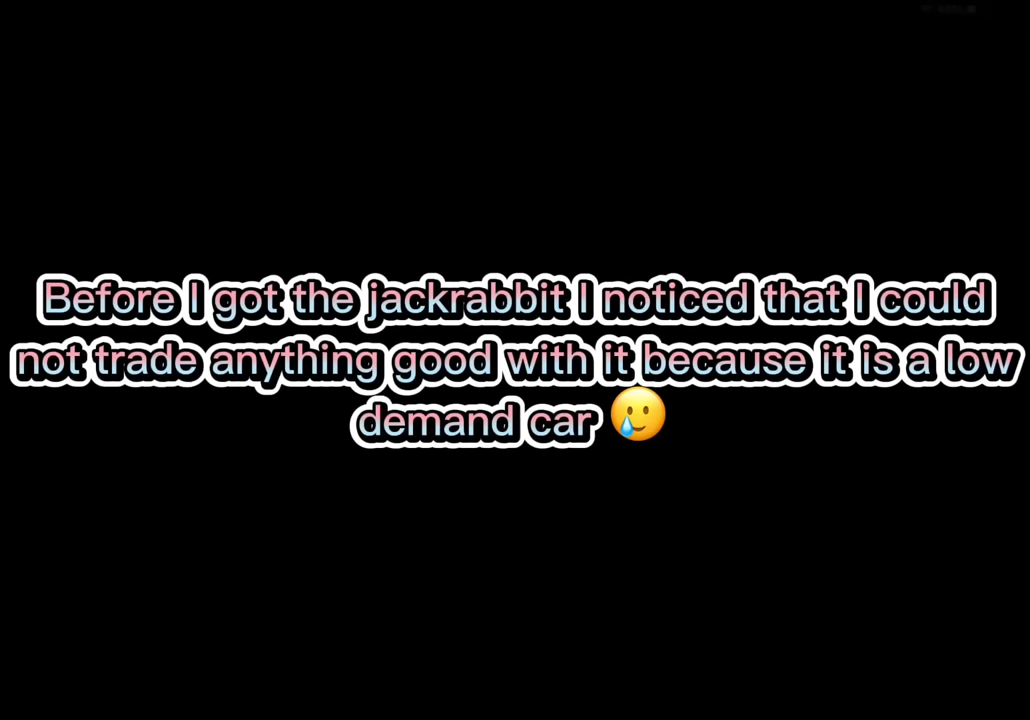 Before I got the jackrabbit I noticed that I could
not trade anything good with it because it is a low
demand car 🥲